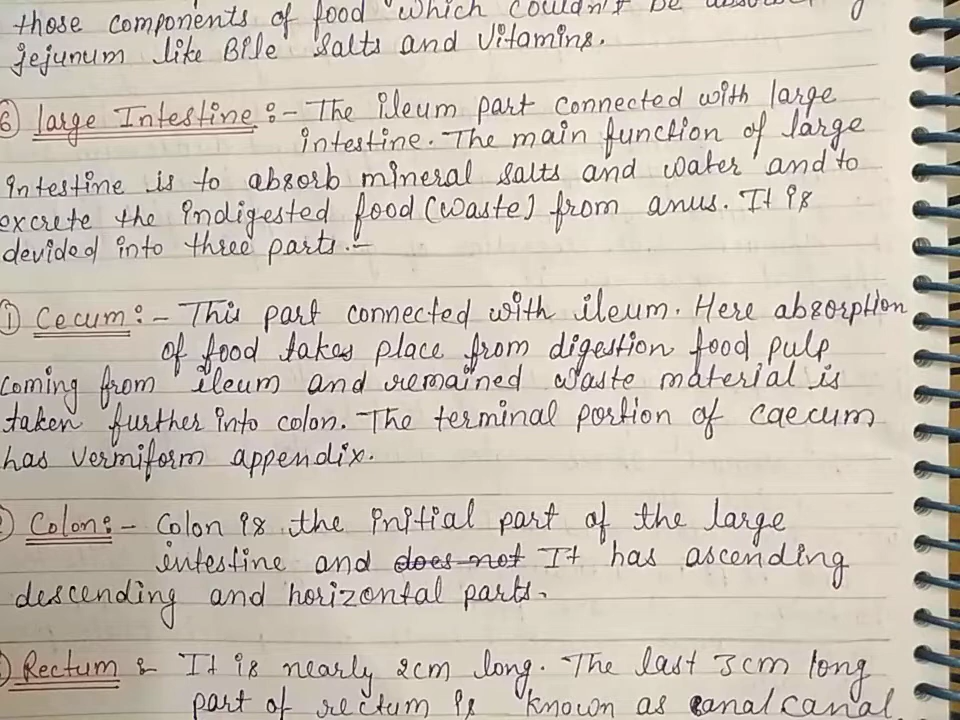 those components of food which couldn't be
jejunum like Bile salts and vitamins.
6) large Intestine :- The ileum part connected with large
intestine. The main function of large
intestine is to absorb mineral salts and water and to
excrete the indigested food (waste) from anus. It is
devided into three parts.-
1) Cecum :- This part connected with ileum. Here absorption
of food takes place from digestion food pulp
coming from ileum and remained waste material is
taken further into colon. The terminal portion of caecum
has vermiform appendix.
Colon :- Colon is the initial part of the large
intestine and does not It has ascending
descending and horizontal parts.
Rectum :- It is nearly 2cm long. The last 3cm long
part of rectum is known as canal canal.